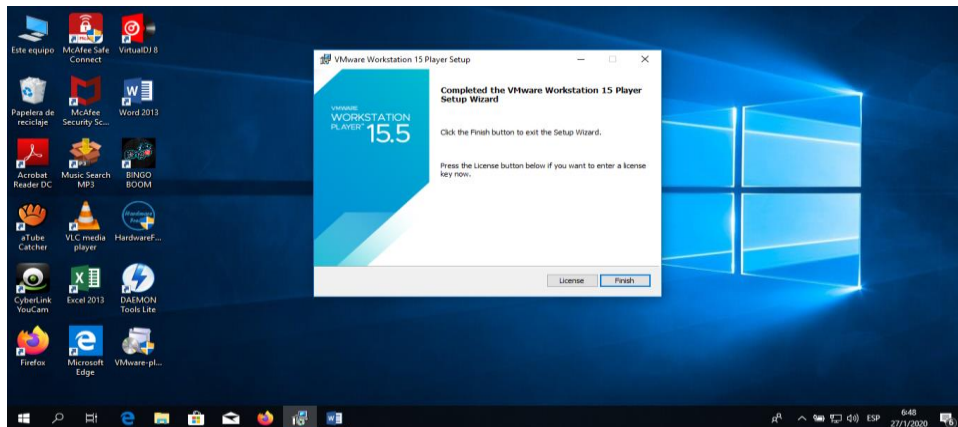 Este equipo
McAfee Safe
Connect
VirtualDJ 8
Papelera de
reciclaje
McAfee
Security Sc...
Word 2013
Acrobat
Reader DC
Music Search
MP3
BINGO
BOOM
aTube
Catcher
VLC media
player
HardwareF...
CyberLink
YouCam
Excel 2013
DAEMON
Tools Lite
Firefox
Microsoft
Edge
VMware-pl...
VMware Workstation 15 Player Setup
VMWARE
WORKSTATION
PLAYER™ 15.5
Completed the VMware Workstation 15 Player
Setup Wizard
Click the Finish button to exit the Setup Wizard.
Press the License button below if you want to enter a license
key now.
License
Finish
ESP
6:48
27/1/2020